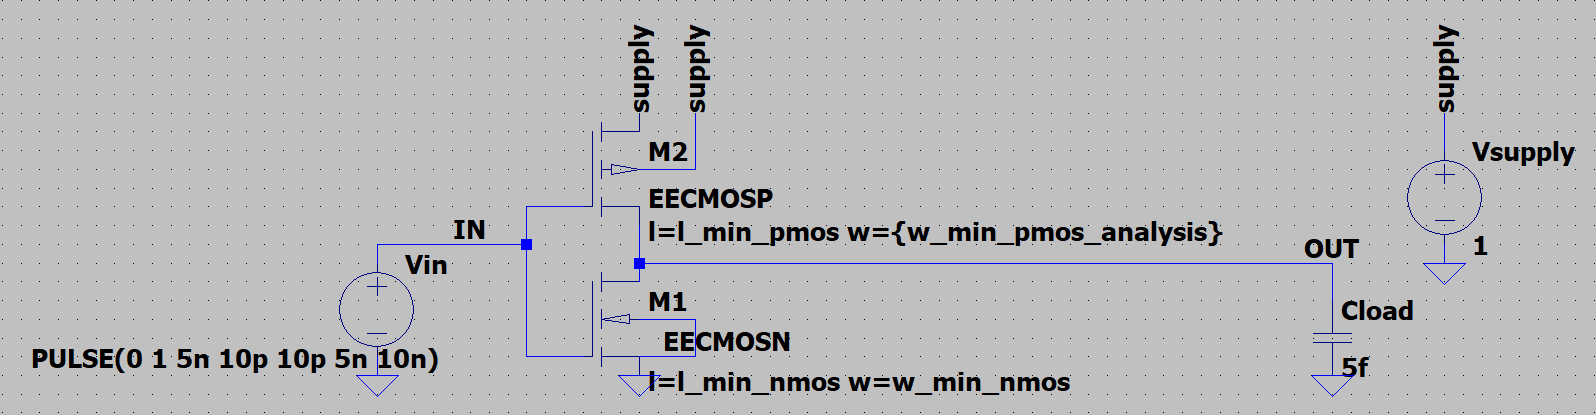 supply
supply
supply
M2
Vsupply
EECMOSP
IN
l=l_min_pmos w={w_min_pmos_analysis}
1
OUT
Vin
M1
Cload
EECMOSN
PULSE(0 1 5n 10p 10p 5n 10n)
5f
l=l_min_nmos w=w_min_nmos